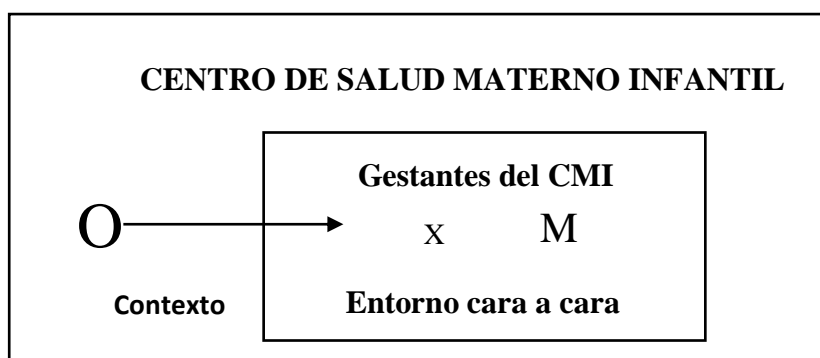 CENTRO DE SALUD MATERNO INFANTIL
Gestantes del CMI
O x M
Contexto Entorno cara a cara